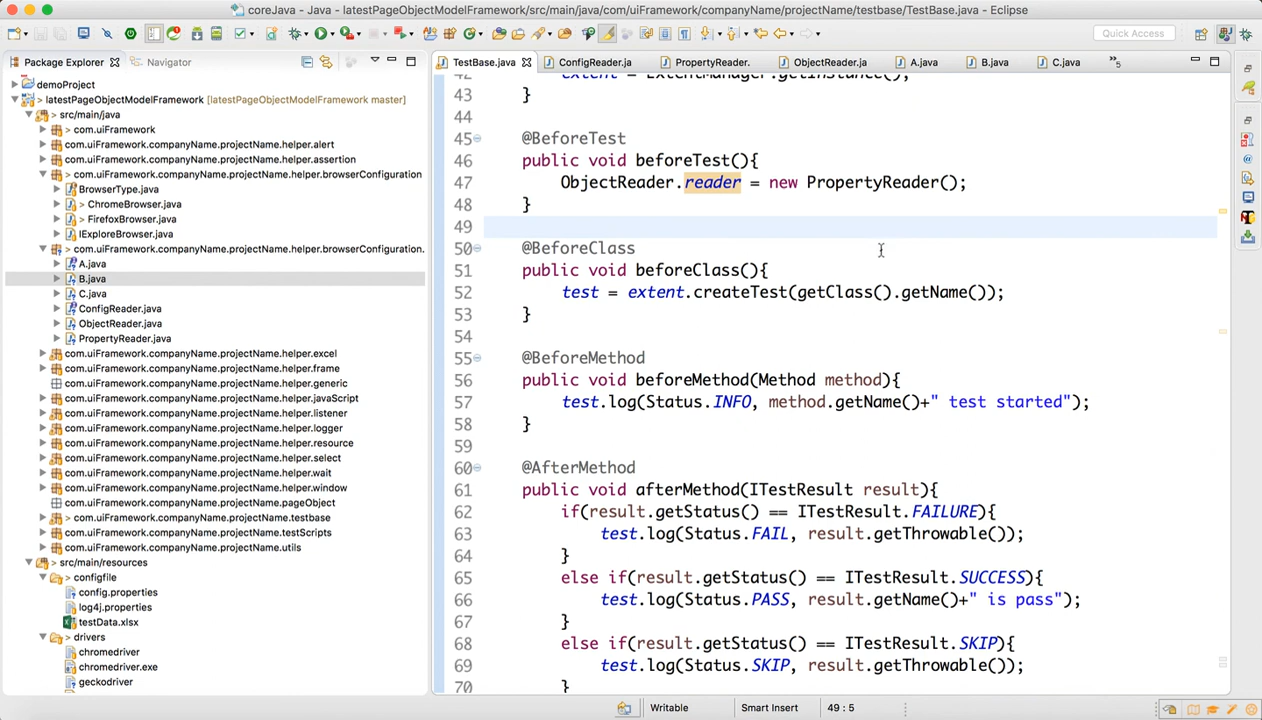 coreJava - Java - latestPageObjectModelFramework/src/main/java/com/uiFramework/companyName/projectName/testbase/TestBase.java - Eclipse
Quick Access
Package Explorer
Navigator
demoProject
> latestPageObjectModelFramework [latestPageObjectModelFramework master]
> src/main/java
> com.uiFramework
com.uiFramework.companyName.projectName.helper.alert
com.uiFramework.companyName.projectName.helper.assertion
> com.uiFramework.companyName.projectName.helper.browserConfiguration
BrowserType.java
> ChromeBrowser.java
> FirefoxBrowser.java
IExploreBrowser.java
> com.uiFramework.companyName.projectName.helper.browserConfiguration.
A.java
B.java
C.java
ConfigReader.java
ObjectReader.java
PropertyReader.java
com.uiFramework.companyName.projectName.helper.excel
com.uiFramework.companyName.projectName.helper.frame
com.uiFramework.companyName.projectName.helper.generic
com.uiFramework.companyName.projectName.helper.javaScript
com.uiFramework.companyName.projectName.helper.listener
com.uiFramework.companyName.projectName.helper.logger
com.uiFramework.companyName.projectName.helper.resource
com.uiFramework.companyName.projectName.helper.select
com.uiFramework.companyName.projectName.helper.wait
com.uiFramework.companyName.projectName.helper.window
com.uiFramework.companyName.projectName.pageObject
> com.uiFramework.companyName.projectName.testbase
com.uiFramework.companyName.projectName.testScripts
com.uiFramework.companyName.projectName.utils
> src/main/resources
> configfile
config.properties
log4j.properties
testData.xlsx
drivers
chromedriver
chromedriver.exe
geckodriver
TestBase.java
ConfigReader.ja
PropertyReader.
ObjectReader.ja
A.java
B.java
C.java
»5
42 extent = ExtentManager.getInstance();
43 }
44
45 @BeforeTest
46 public void beforeTest(){
47 ObjectReader.reader = new PropertyReader();
48 }
49
50 @BeforeClass
51 public void beforeClass(){
52 test = extent.createTest(getClass().getName());
53 }
54
55 @BeforeMethod
56 public void beforeMethod(Method method){
57 test.log(Status.INFO, method.getName()+" test started");
58 }
59
60 @AfterMethod
61 public void afterMethod(ITestResult result){
62 if(result.getStatus() == ITestResult.FAILURE){
63 test.log(Status.FAIL, result.getThrowable());
64 }
65 else if(result.getStatus() == ITestResult.SUCCESS){
66 test.log(Status.PASS, result.getName()+" is pass");
67 }
68 else if(result.getStatus() == ITestResult.SKIP){
69 test.log(Status.SKIP, result.getThrowable());
70 }
Writable
Smart Insert
49 : 5